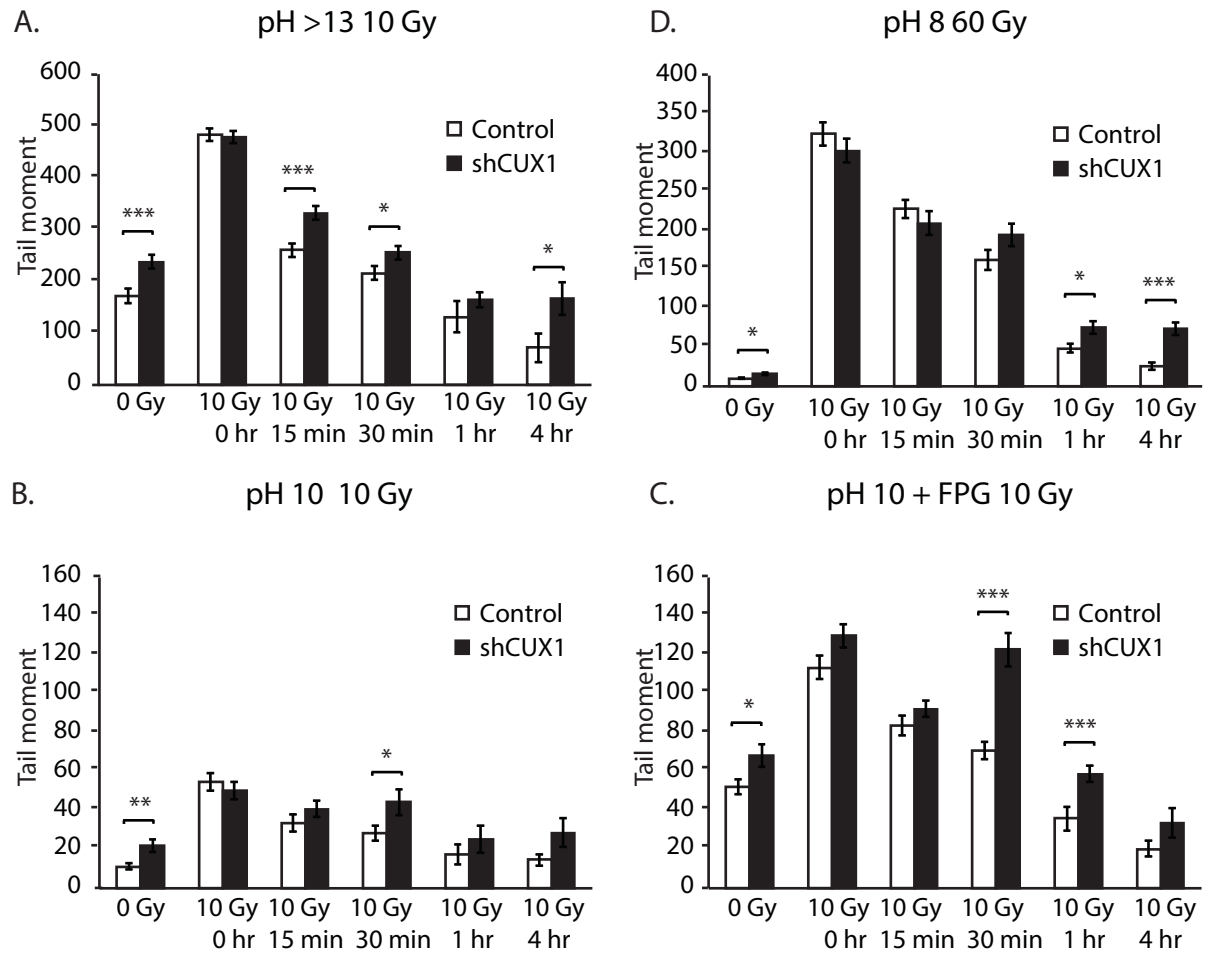 A.
pH >13 10 Gy
600
500
400
300
200
100
0
Tail moment
Control
shCUX1
***
***
*
*
0 Gy 10 Gy 10 Gy 10 Gy 10 Gy 10 Gy
0 hr 15 min 30 min 1 hr 4 hr
D.
pH 8 60 Gy
400
350
300
250
200
150
100
50
0
Tail moment
Control
shCUX1
*
*
***
0 Gy 10 Gy 10 Gy 10 Gy 10 Gy 10 Gy
0 hr 15 min 30 min 1 hr 4 hr
B.
pH 10 10 Gy
160
140
120
100
80
60
40
20
0
Tail moment
Control
shCUX1
**
*
0 Gy 10 Gy 10 Gy 10 Gy 10 Gy 10 Gy
0 hr 15 min 30 min 1 hr 4 hr
C.
pH 10 + FPG 10 Gy
160
140
120
100
80
60
40
20
0
Tail moment
Control
shCUX1
*
***
***
0 Gy 10 Gy 10 Gy 10 Gy 10 Gy 10 Gy
0 hr 15 min 30 min 1 hr 4 hr